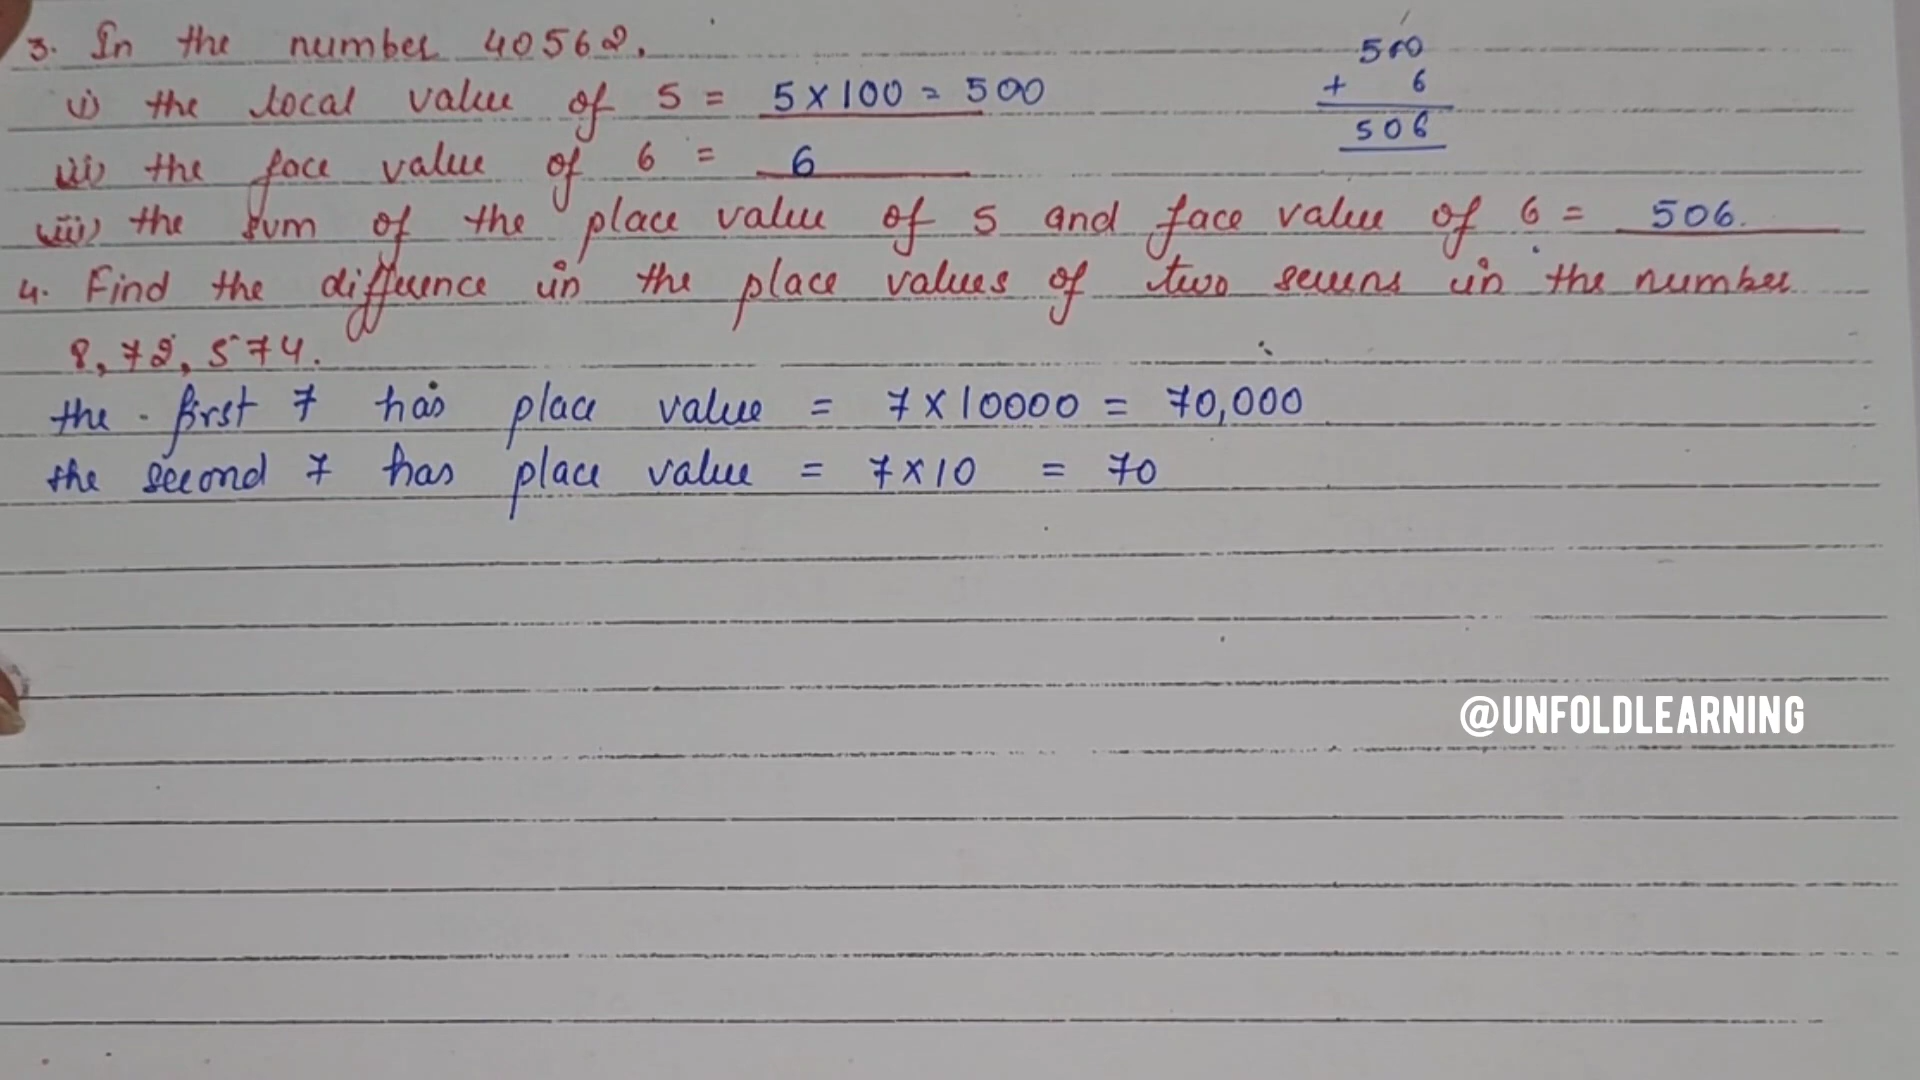 3. In the number 40562.
i) the local value of 5 = 5 × 100 = 500
ii) the face value of 6 = 6
iii) the sum of the place value of 5 and face value of 6 = 506.
500
+ 6
506
4. Find the difference in the place values of two sevens in the number
8,72,574.
the first 7 has place value = 7 × 10000 = 70,000
the second 7 has place value = 7 × 10 = 70
@UNFOLDLEARNING